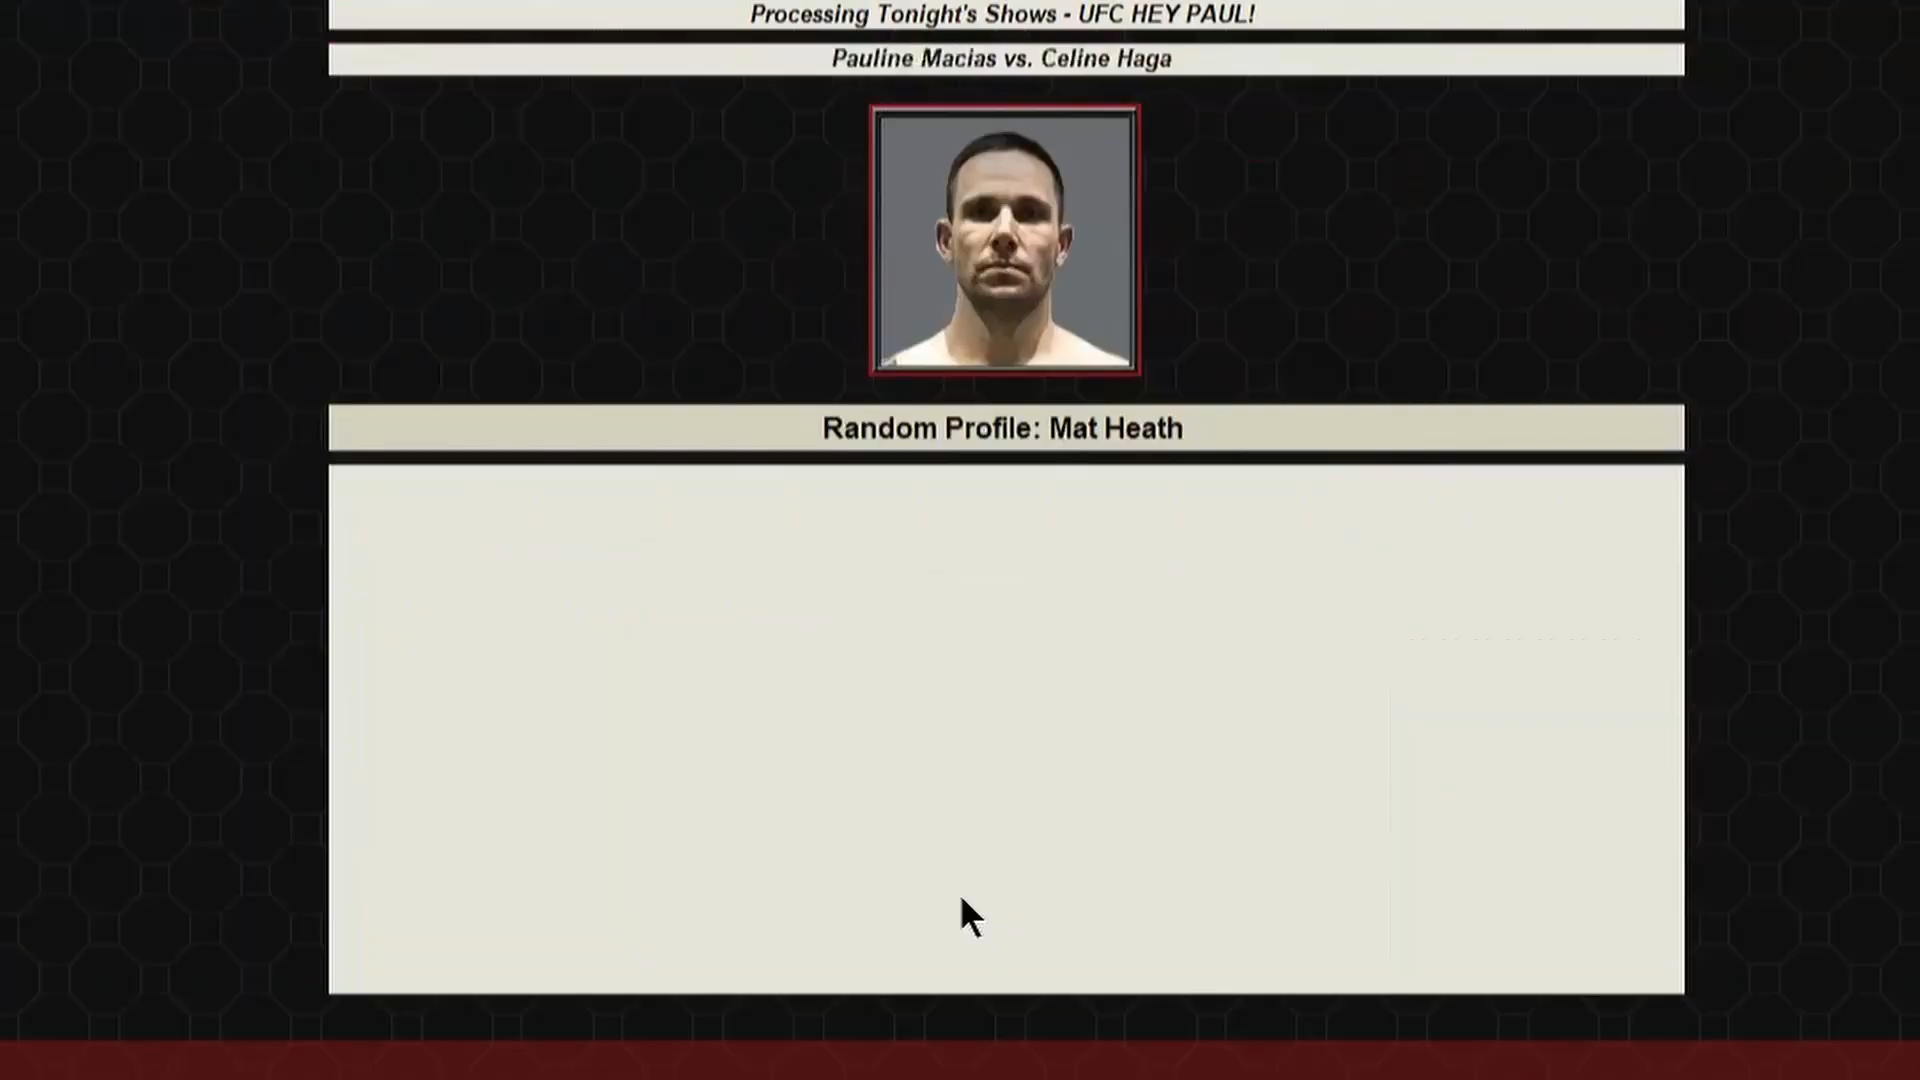 Processing Tonight's Shows - UFC HEY PAUL!
Pauline Macias vs. Celine Haga
Random Profile: Mat Heath